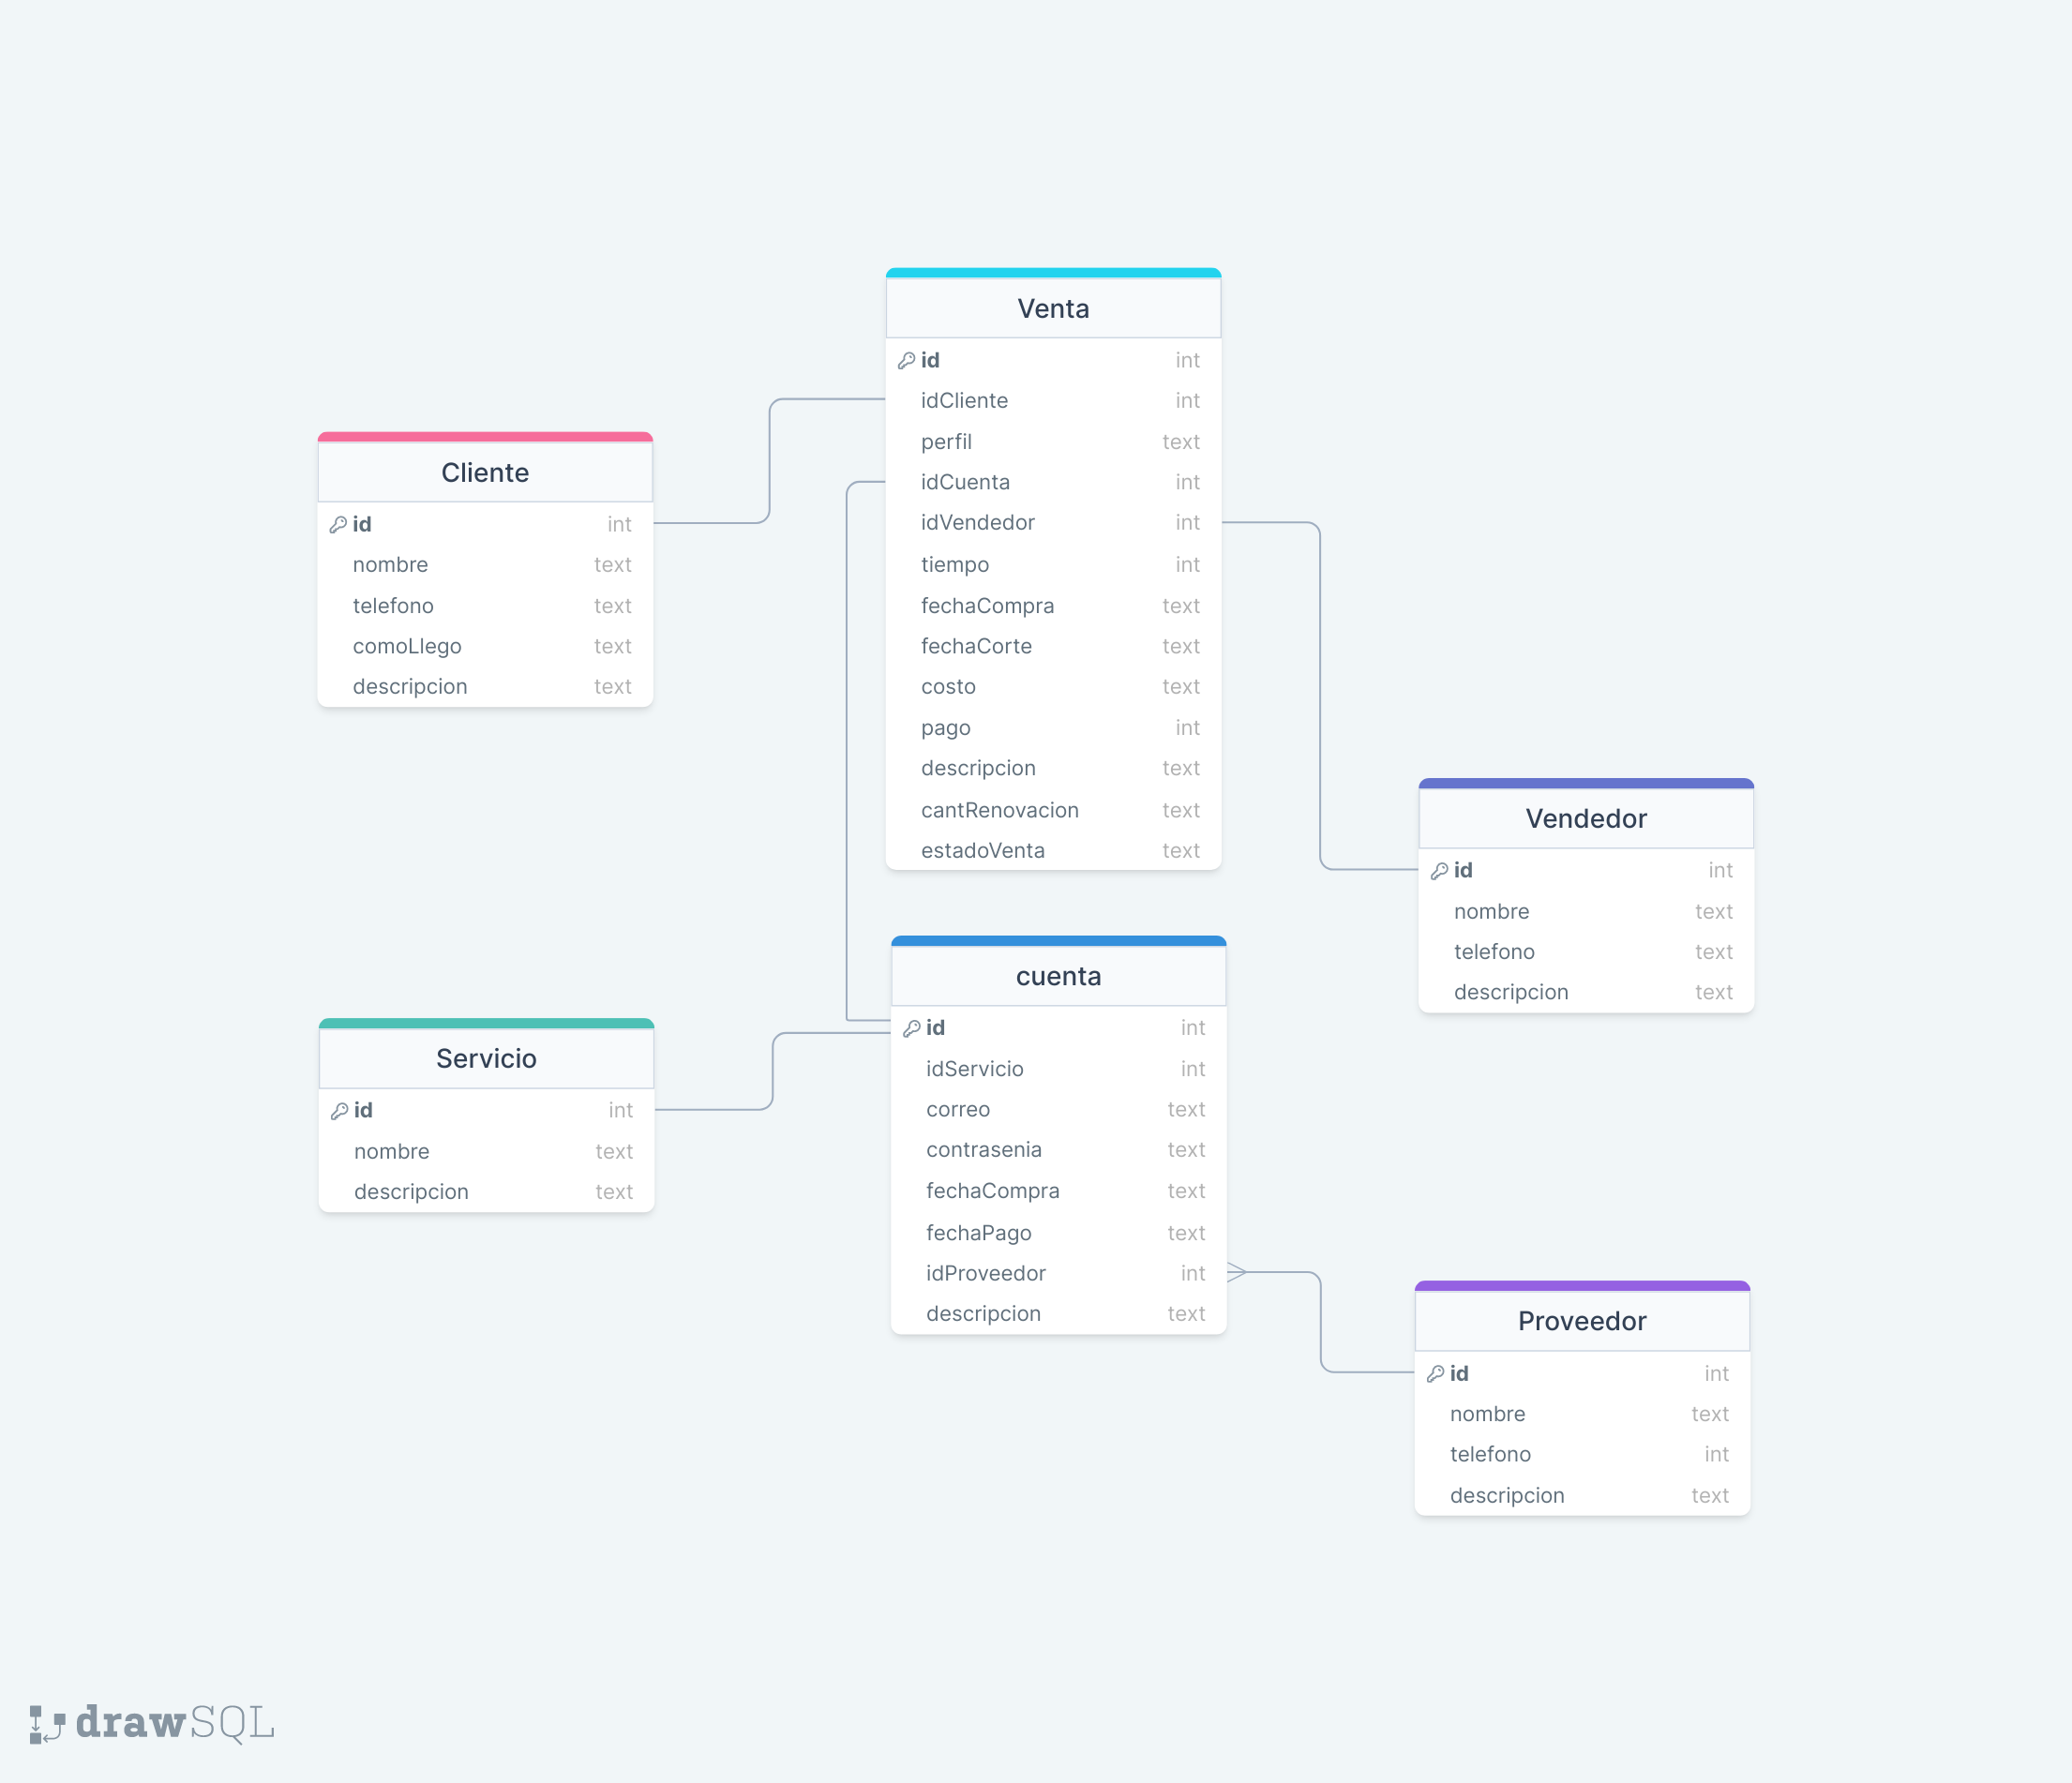 Venta
id int
idCliente int
perfil text
idCuenta int
idVendedor int
tiempo int
fechaCompra text
fechaCorte text
costo text
pago int
descripcion text
cantRenovacion text
estadoVenta text
Cliente
id int
nombre text
telefono text
comoLlego text
descripcion text
Vendedor
id int
nombre text
telefono text
descripcion text
cuenta
id int
idServicio int
correo text
contrasenia text
fechaCompra text
fechaPago text
idProveedor int
descripcion text
Servicio
id int
nombre text
descripcion text
Proveedor
id int
nombre text
telefono int
descripcion text
drawSQL